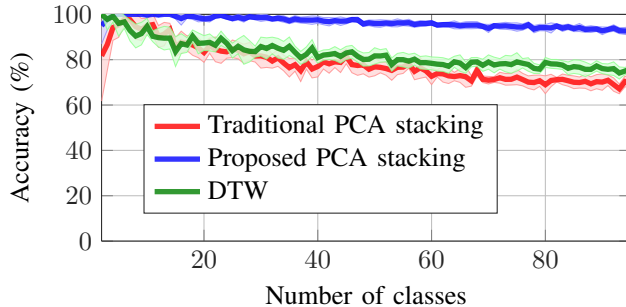 100
80
60
40
20
0
Accuracy (%)
Traditional PCA stacking
Proposed PCA stacking
DTW
20 40 60 80
Number of classes